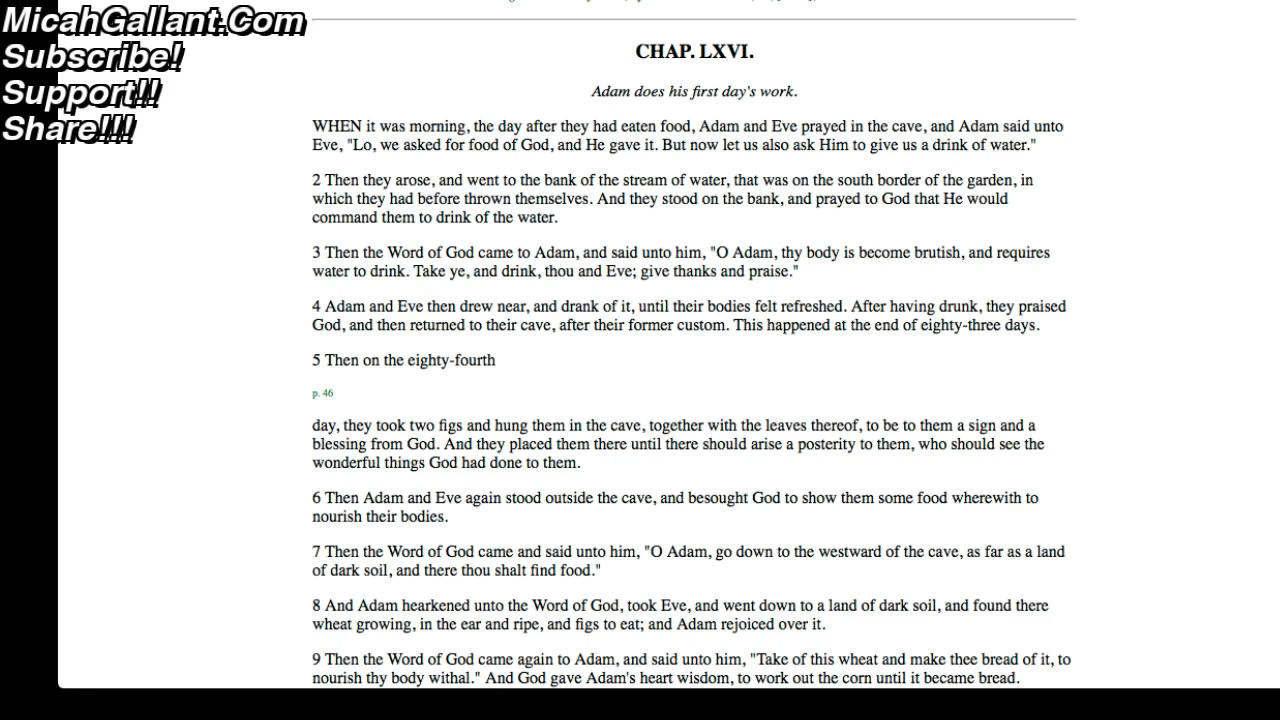 MicahGallant.Com
Subscribe!
Support!!
Share!!!
CHAP. LXVI.
Adam does his first day's work.
WHEN it was morning, the day after they had eaten food, Adam and Eve prayed in the cave, and Adam said unto
Eve, "Lo, we asked for food of God, and He gave it. But now let us also ask Him to give us a drink of water."
2 Then they arose, and went to the bank of the stream of water, that was on the south border of the garden, in
which they had before thrown themselves. And they stood on the bank, and prayed to God that He would
command them to drink of the water.
3 Then the Word of God came to Adam, and said unto him, "O Adam, thy body is become brutish, and requires
water to drink. Take ye, and drink, thou and Eve; give thanks and praise."
4 Adam and Eve then drew near, and drank of it, until their bodies felt refreshed. After having drunk, they praised
God, and then returned to their cave, after their former custom. This happened at the end of eighty-three days.
5 Then on the eighty-fourth
p. 46
day, they took two figs and hung them in the cave, together with the leaves thereof, to be to them a sign and a
blessing from God. And they placed them there until there should arise a posterity to them, who should see the
wonderful things God had done to them.
6 Then Adam and Eve again stood outside the cave, and besought God to show them some food wherewith to
nourish their bodies.
7 Then the Word of God came and said unto him, "O Adam, go down to the westward of the cave, as far as a land
of dark soil, and there thou shalt find food."
8 And Adam hearkened unto the Word of God, took Eve, and went down to a land of dark soil, and found there
wheat growing, in the ear and ripe, and figs to eat; and Adam rejoiced over it.
9 Then the Word of God came again to Adam, and said unto him, "Take of this wheat and make thee bread of it, to
nourish thy body withal." And God gave Adam's heart wisdom, to work out the corn until it became bread.